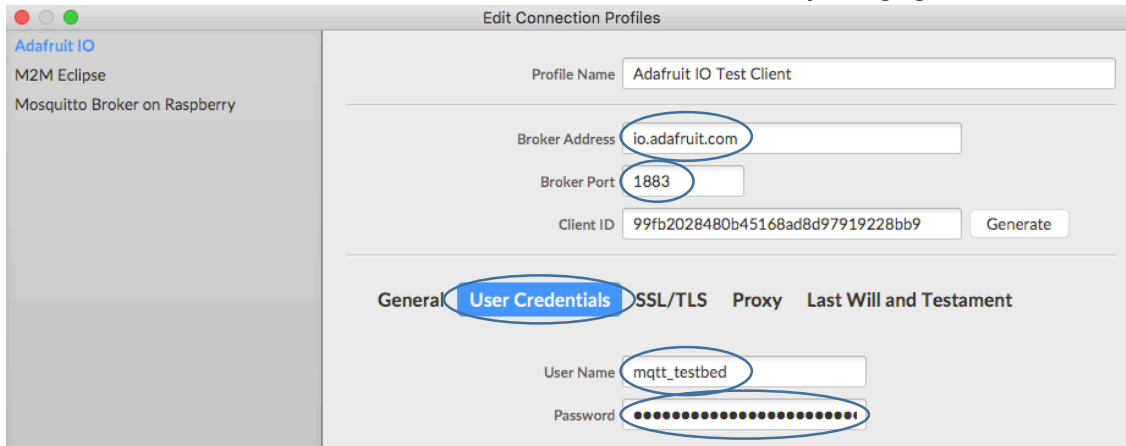 Edit Connection Profiles
Adafruit IO
M2M Eclipse
Mosquitto Broker on Raspberry
Profile Name Adafruit IO Test Client
Broker Address io.adafruit.com
Broker Port 1883
Client ID 99fb2028480b45168ad8d97919228bb9 Generate
General User Credentials SSL/TLS Proxy Last Will and Testament
User Name mqtt_testbed
Password ●●●●●●●●●●●●●●●●●●●●●●●●